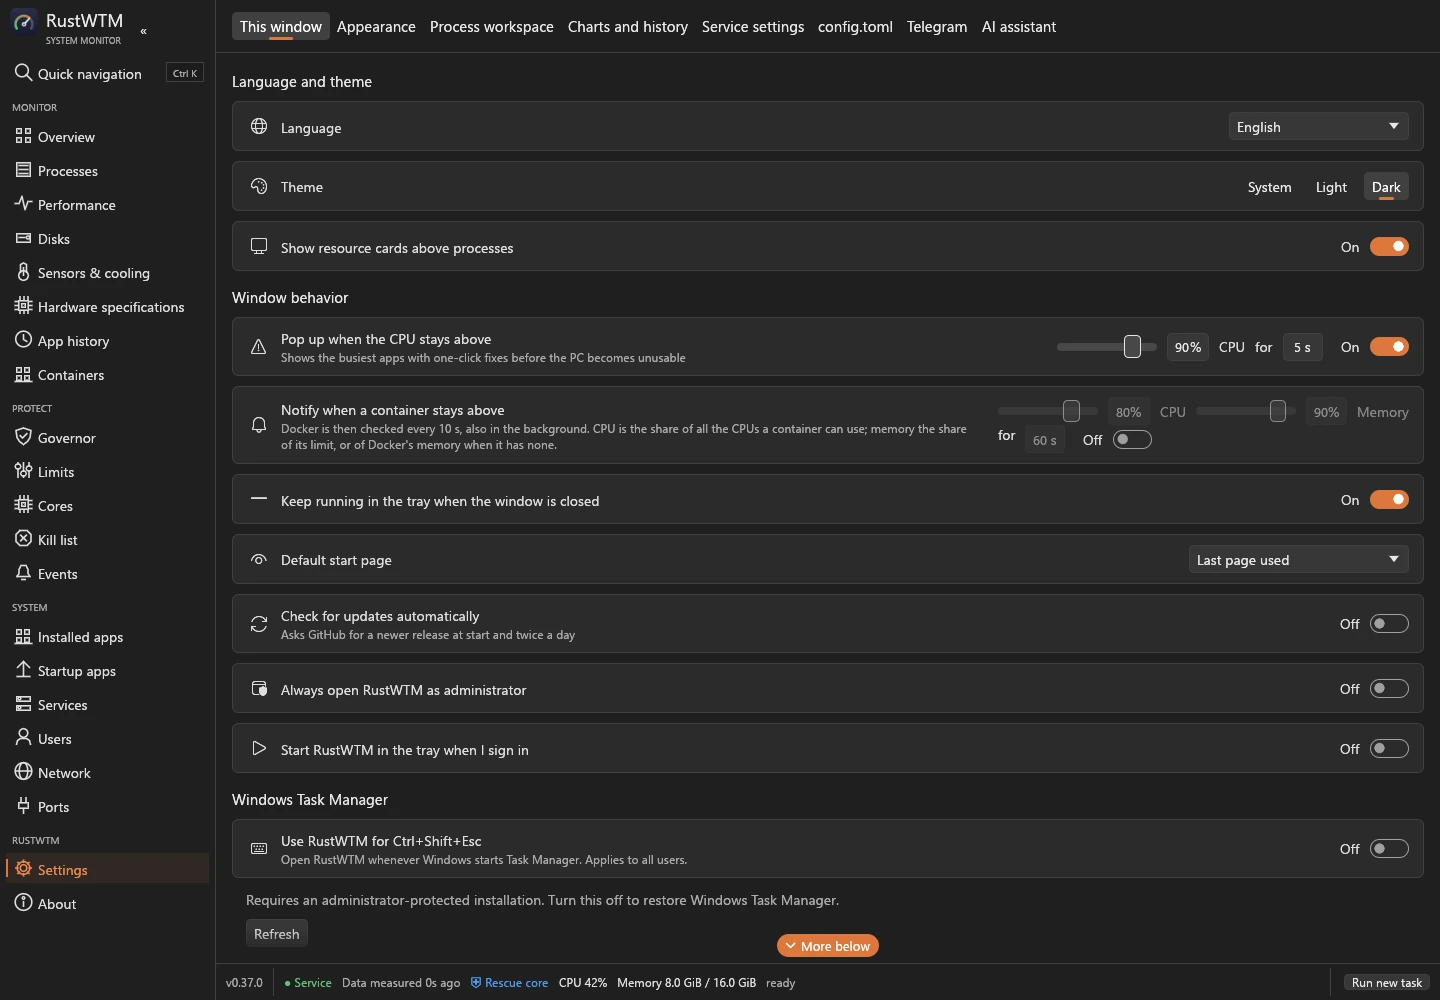 RustWTM
SYSTEM MONITOR
«
Quick navigation
Ctrl K
MONITOR
Overview
Processes
Performance
Disks
Sensors & cooling
Hardware specifications
App history
Containers
PROTECT
Governor
Limits
Cores
Kill list
Events
SYSTEM
Installed apps
Startup apps
Services
Users
Network
Ports
RUSTWTM
Settings
About
This window Appearance Process workspace Charts and history Service settings config.toml Telegram AI assistant
Language and theme
Language
English
Theme
System Light Dark
Show resource cards above processes
On
Window behavior
Pop up when the CPU stays above
Shows the busiest apps with one-click fixes before the PC becomes unusable
90% CPU for 5 s On
Notify when a container stays above
Docker is then checked every 10 s, also in the background. CPU is the share of all the CPUs a container can use; memory the share
of its limit, or of Docker's memory when it has none.
80% CPU 90% Memory
for 60 s Off
Keep running in the tray when the window is closed
On
Default start page
Last page used
Check for updates automatically
Asks GitHub for a newer release at start and twice a day
Off
Always open RustWTM as administrator
Off
Start RustWTM in the tray when I sign in
Off
Windows Task Manager
Use RustWTM for Ctrl+Shift+Esc
Open RustWTM whenever Windows starts Task Manager. Applies to all users.
Off
Requires an administrator-protected installation. Turn this off to restore Windows Task Manager.
Refresh
More below
v0.37.0 Service Data measured 0s ago Rescue core CPU 42% Memory 8.0 GiB / 16.0 GiB ready
Run new task